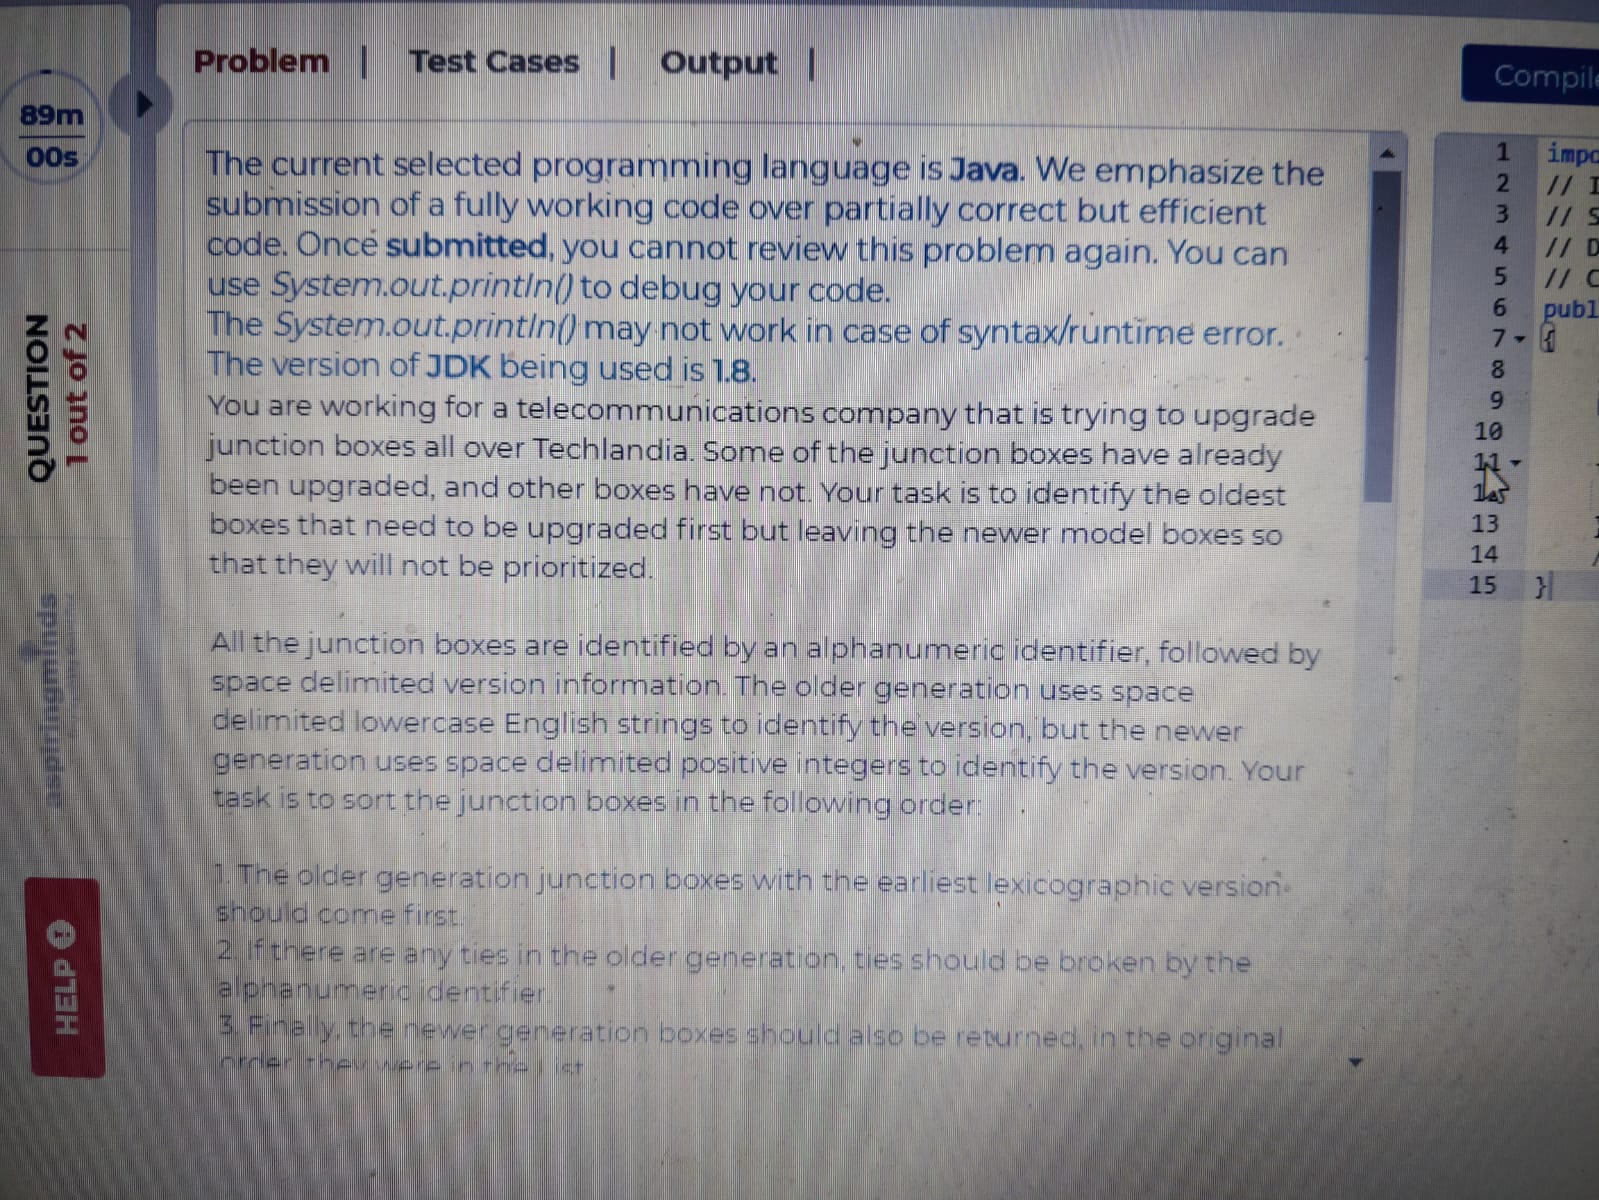 Problem | Test Cases | Output |
Compile
89m
00s
QUESTION
1 out of 2
aspiringminds
HELP
The current selected programming language is Java. We emphasize the
submission of a fully working code over partially correct but efficient
code. Once submitted, you cannot review this problem again. You can
use System.out.println() to debug your code.
The System.out.println() may not work in case of syntax/runtime error.
The version of JDK being used is 1.8.
You are working for a telecommunications company that is trying to upgrade
junction boxes all over Techlandia. Some of the junction boxes have already
been upgraded, and other boxes have not. Your task is to identify the oldest
boxes that need to be upgraded first but leaving the newer model boxes so
that they will not be prioritized.
All the junction boxes are identified by an alphanumeric identifier, followed by
space delimited version information. The older generation uses space
delimited lowercase English strings to identify the version, but the newer
generation uses space delimited positive integers to identify the version. Your
task is to sort the junction boxes in the following order:
1. The older generation junction boxes with the earliest lexicographic version
should come first.
2. If there are any ties in the older generation, ties should be broken by the
alphanumeric identifier.
3. Finally, the newer generation boxes should also be returned, in the original
order they were in the list
1 impo
2 // I
3 // S
4 // D
5 // C
6 publ
7 {
8
9
10
11
13
14
15 }